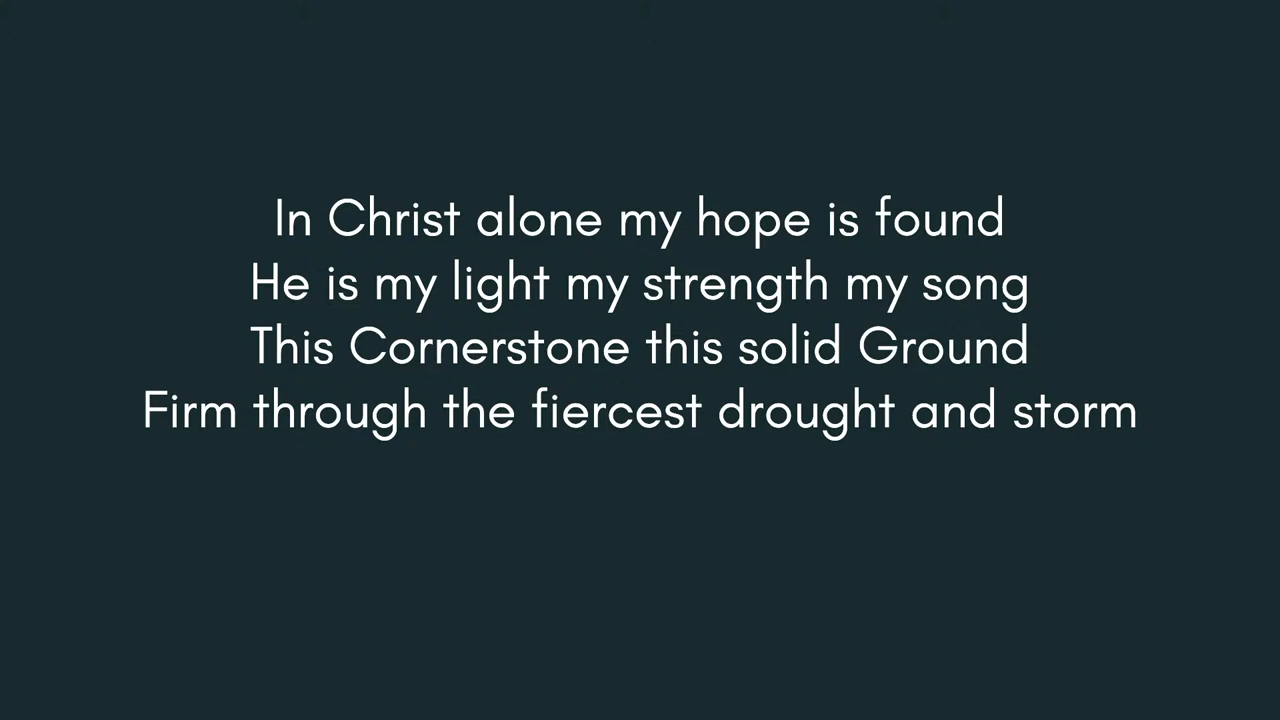 In Christ alone my hope is found
He is my light my strength my song
This Cornerstone this solid Ground
Firm through the fiercest drought and storm